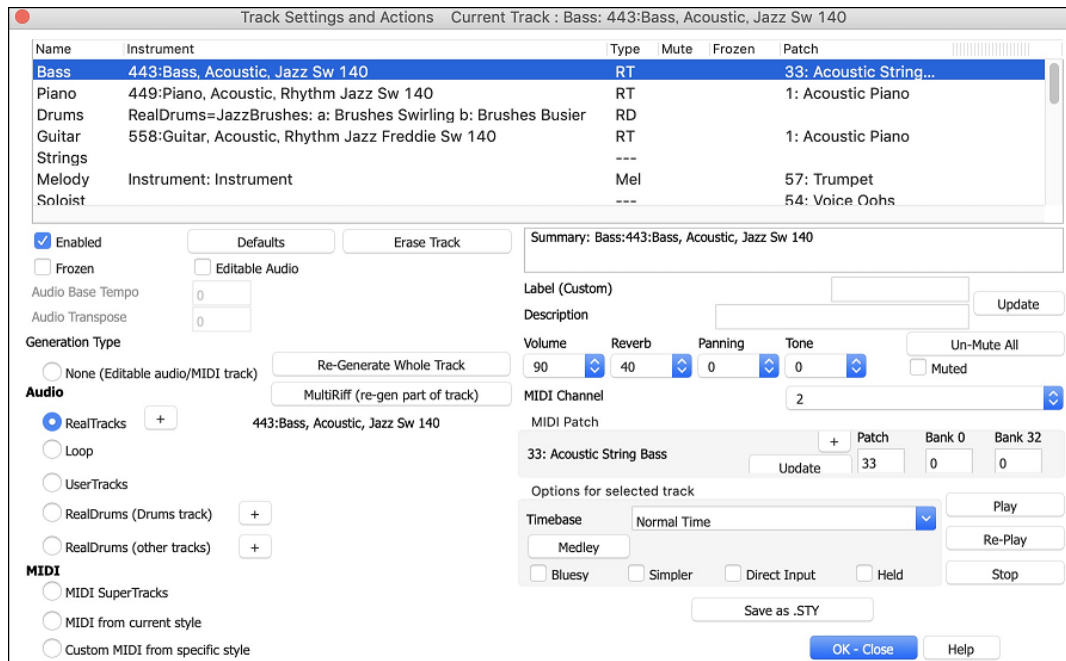 Track Settings and Actions    Current Track : Bass: 443:Bass, Acoustic, Jazz Sw 140
Name Instrument Type Mute Frozen Patch
Bass 443:Bass, Acoustic, Jazz Sw 140 RT 33: Acoustic String...
Piano 449:Piano, Acoustic, Rhythm Jazz Sw 140 RT 1: Acoustic Piano
Drums RealDrums=JazzBrushes: a: Brushes Swirling b: Brushes Busier RD
Guitar 558:Guitar, Acoustic, Rhythm Jazz Freddie Sw 140 RT 1: Acoustic Piano
Strings ---
Melody Instrument: Instrument Mel 57: Trumpet
Soloist --- 54: Voice Oohs
Enabled Defaults Erase Track
Frozen Editable Audio
Audio Base Tempo 0
Audio Transpose 0
Generation Type
None (Editable audio/MIDI track) Re-Generate Whole Track
Audio MultiRiff (re-gen part of track)
RealTracks + 443:Bass, Acoustic, Jazz Sw 140
Loop
UserTracks
RealDrums (Drums track) +
RealDrums (other tracks) +
MIDI
MIDI SuperTracks
MIDI from current style
Custom MIDI from specific style
Summary: Bass:443:Bass, Acoustic, Jazz Sw 140
Label (Custom) Update
Description
Volume Reverb Panning Tone Un-Mute All
90 40 0 0 Muted
MIDI Channel 2
MIDI Patch
+ Patch Bank 0 Bank 32
33: Acoustic String Bass Update 33 0 0
Options for selected track
Timebase Normal Time Play
Medley Re-Play
Bluesy Simpler Direct Input Held Stop
Save as .STY
OK - Close Help